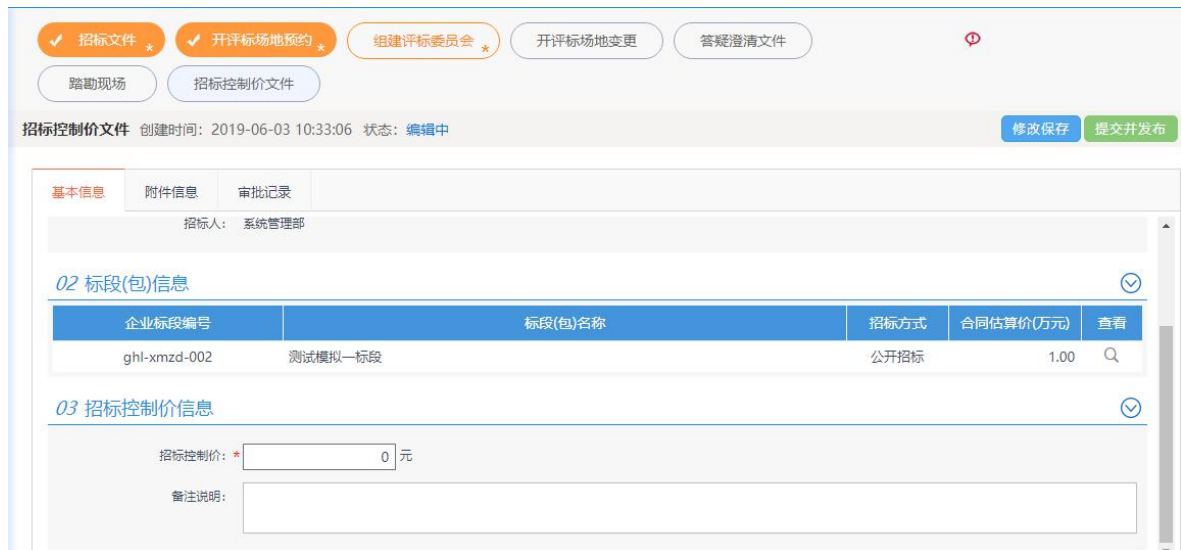 招标文件 * 开评标场地预约 * 组建评标委员会 * 开评标场地变更 答疑澄清文件
踏勘现场 招标控制价文件
招标控制价文件 创建时间：2019-06-03 10:33:06 状态：编辑中 修改保存 提交并发布
基本信息 附件信息 审批记录
招标人： 系统管理部
02 标段(包)信息
企业标段编号 标段(包)名称 招标方式 合同估算价(万元) 查看
ghl-xmzd-002 测试模拟一标段 公开招标 1.00
03 招标控制价信息
招标控制价：* 0 元
备注说明：